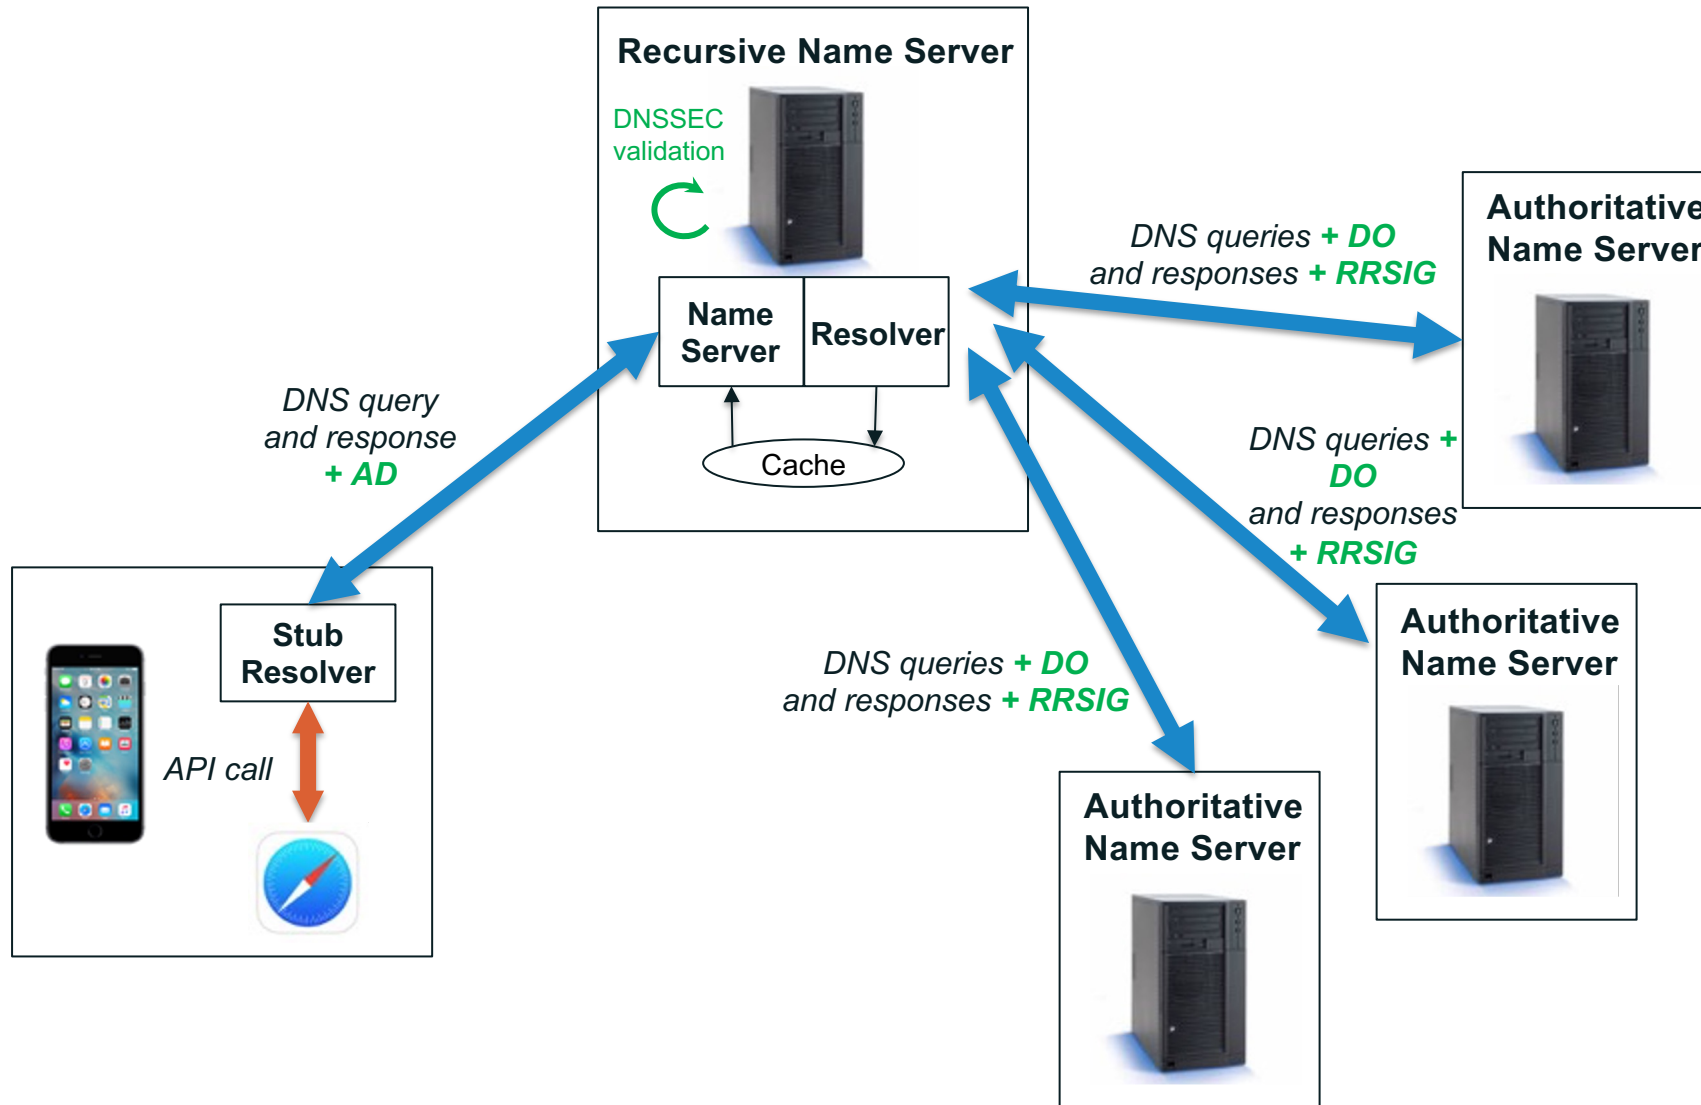 Recursive Name Server
DNSSEC
validation
Name
Server
Resolver
Cache
DNS query
and response
+ AD
Stub
Resolver
API call
DNS queries + DO
and responses + RRSIG
Authoritative
Name Server
DNS queries +
DO
and responses
+ RRSIG
Authoritative
Name Server
DNS queries + DO
and responses + RRSIG
Authoritative
Name Server